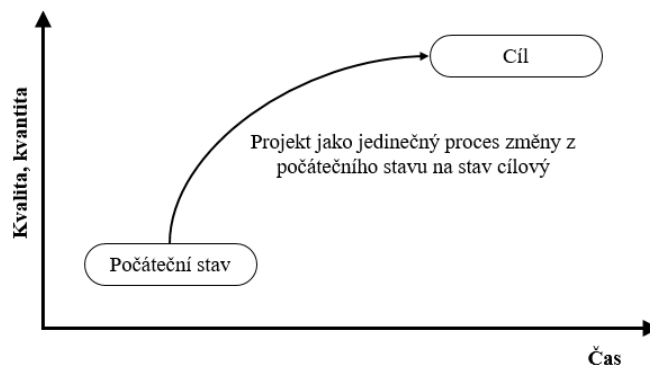 Kvalita, kvantita
Cíl
Projekt jako jedinečný proces změny z
počátečního stavu na stav cílový
Počáteční stav
Čas